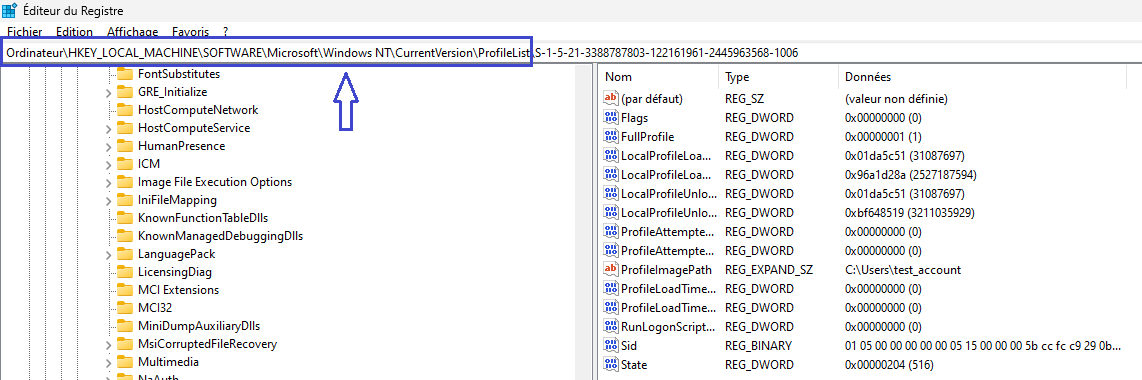 Éditeur du Registre
Fichier Edition Affichage Favoris ?
Ordinateur\HKEY_LOCAL_MACHINE\SOFTWARE\Microsoft\Windows NT\CurrentVersion\ProfileList\S-1-5-21-3388787803-122161961-2445963568-1006
FontSubstitutes
GRE_Initialize
HostComputeNetwork
HostComputeService
HumanPresence
ICM
Image File Execution Options
IniFileMapping
KnownFunctionTableDlls
KnownManagedDebuggingDlls
LanguagePack
LicensingDiag
MCI Extensions
MCI32
MiniDumpAuxiliaryDlls
MsiCorruptedFileRecovery
Multimedia
NaAuth
Nom Type Données
(par défaut) REG_SZ (valeur non définie)
Flags REG_DWORD 0x00000000 (0)
FullProfile REG_DWORD 0x00000001 (1)
LocalProfileLoa... REG_DWORD 0x01da5c51 (31087697)
LocalProfileLoa... REG_DWORD 0x96a1d28a (2527187594)
LocalProfileUnlo... REG_DWORD 0x01da5c51 (31087697)
LocalProfileUnlo... REG_DWORD 0xbf648519 (3211035929)
ProfileAttempte... REG_DWORD 0x00000000 (0)
ProfileAttempte... REG_DWORD 0x00000000 (0)
ProfileImagePath REG_EXPAND_SZ C:\Users\test_account
ProfileLoadTime... REG_DWORD 0x00000000 (0)
ProfileLoadTime... REG_DWORD 0x00000000 (0)
RunLogonScript... REG_DWORD 0x00000000 (0)
Sid REG_BINARY 01 05 00 00 00 00 00 05 15 00 00 00 5b cc fc c9 29 0b...
State REG_DWORD 0x00000204 (516)